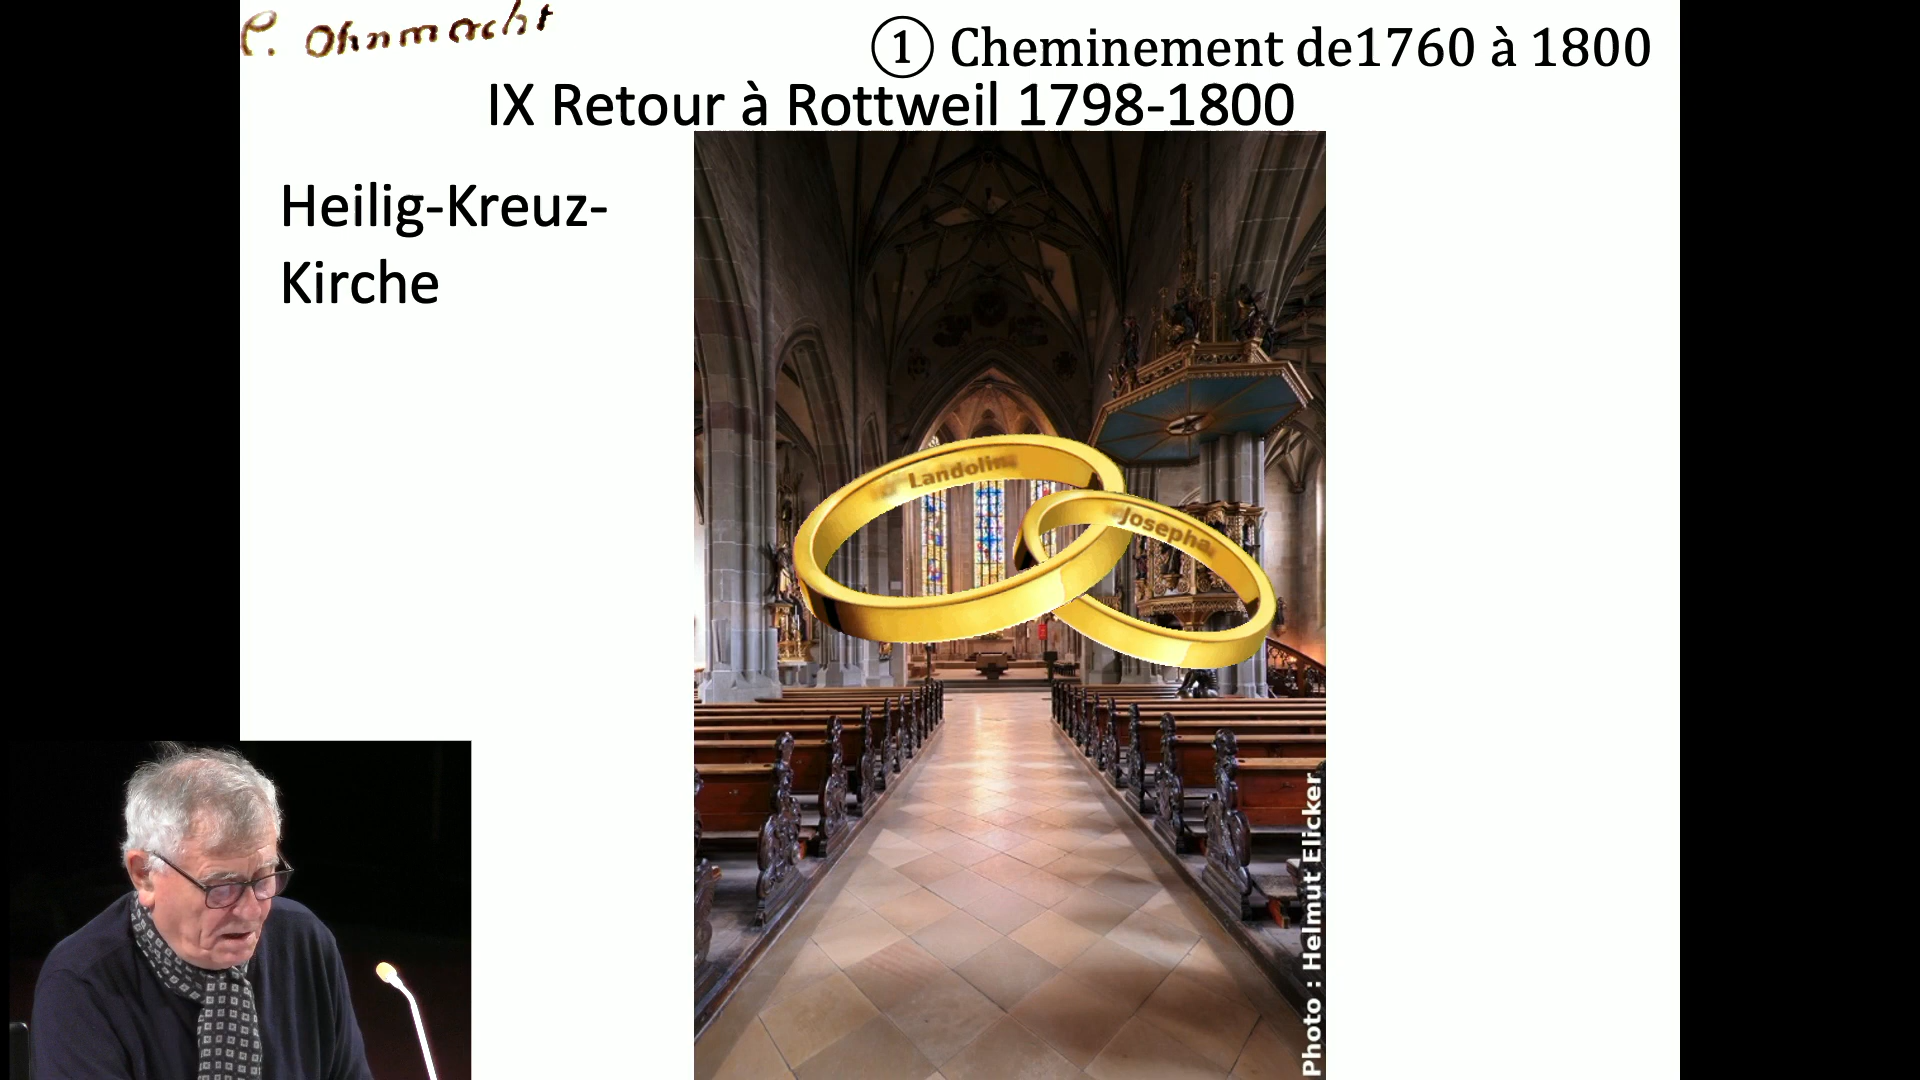 L. Ohnmacht
① Cheminement de1760 à 1800
IX Retour à Rottweil 1798-1800
Heilig-Kreuz-
Kirche
Landolin
Josepha
Photo : Helmut Elicker